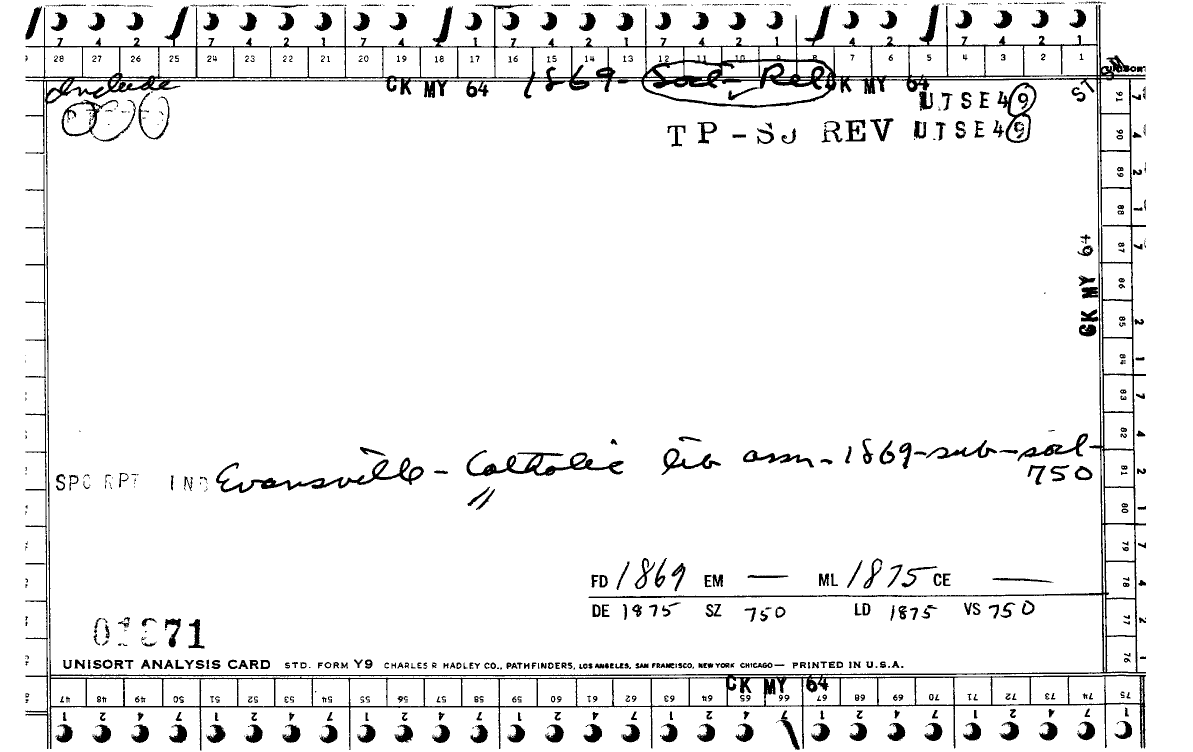 7 4 2 1 7 4 2 1 7 4 2 1 7 4 2 1 7 4 2 1 7 4 2 1 7 4 2 1
28 27 26 25 24 23 22 21 20 19 18 17 16 15 14 13 12 11 10 9 8 7 6 5 4 3 2 1
Include CK MY 64 1869- Socl- Rel CK MY 64
UTSE49
TP-SJ REV UTSE49
CK MY 64
SPC RPT IND Evansville - Catholic lib assn - 1869-sub-socl-
750
FD 1869 EM — ML 1875 CE —
DE 1875 SZ 750 LD 1875 VS 750
UNISORT ANALYSIS CARD STD. FORM Y9 CHARLES R HADLEY CO., PATHFINDERS, LOS ANGELES, SAN FRANCISCO, NEW YORK CHICAGO— PRINTED IN U.S.A.
CK MY 64
47 48 49 50 51 52 53 54 55 56 57 58 59 60 61 62 63 64 65 66 67 68 69 70 71 72 73 74 75
91 90 89 88 87 86 85 84 83 82 81 80 79 78 77 76